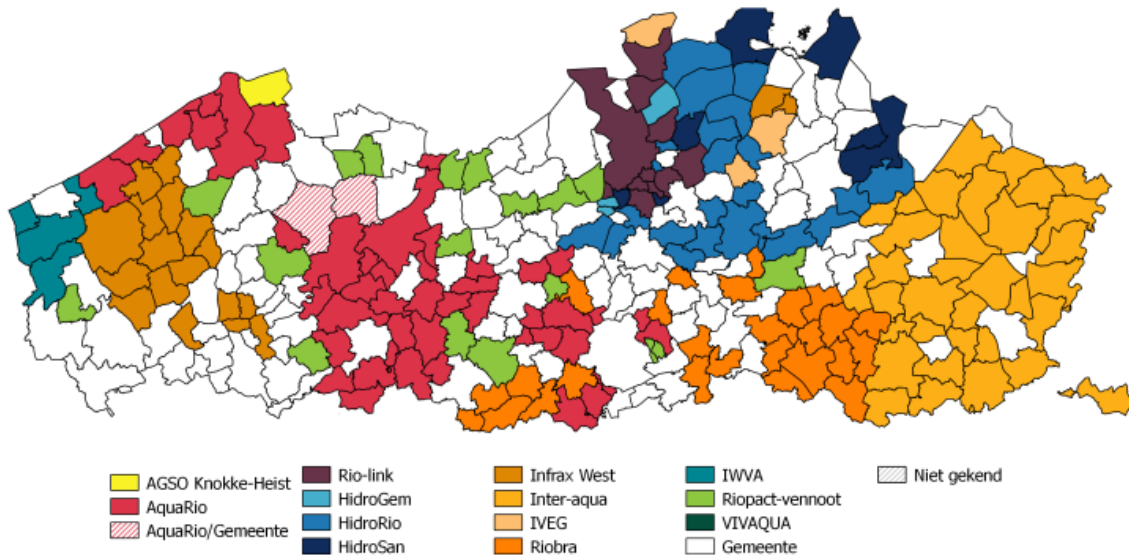 AGSO Knokke-Heist
AquaRio
AquaRio/Gemeente
Rio-link
HidroGem
HidroRio
HidroSan
Infrax West
Inter-aqua
IVEG
Riobra
IWVA
Riopact-vennoot
VIVAQUA
Gemeente
Niet gekend